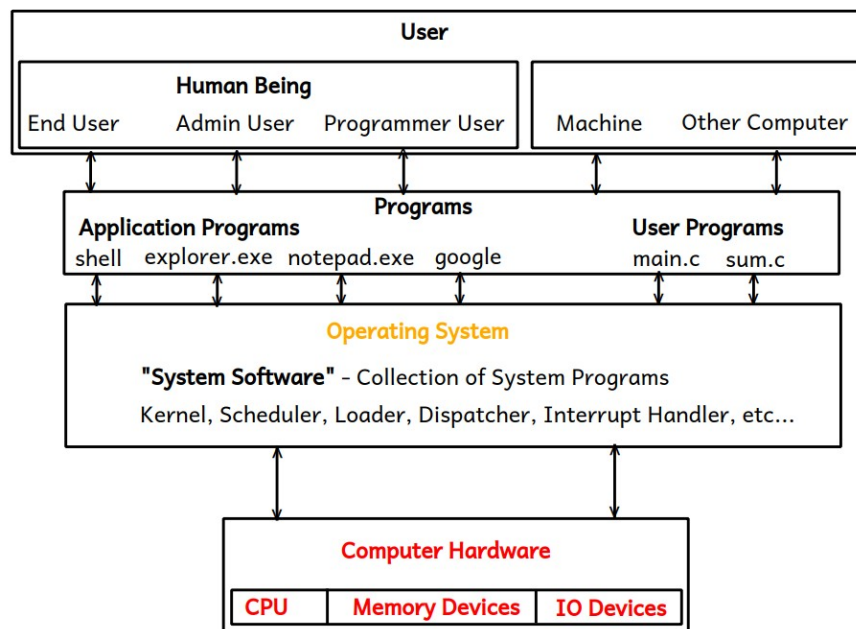 User
Human Being
End User Admin User Programmer User
Machine Other Computer
Programs
Application Programs User Programs
shell explorer.exe notepad.exe google main.c sum.c
Operating System
"System Software" - Collection of System Programs
Kernel, Scheduler, Loader, Dispatcher, Interrupt Handler, etc...
Computer Hardware
CPU Memory Devices IO Devices